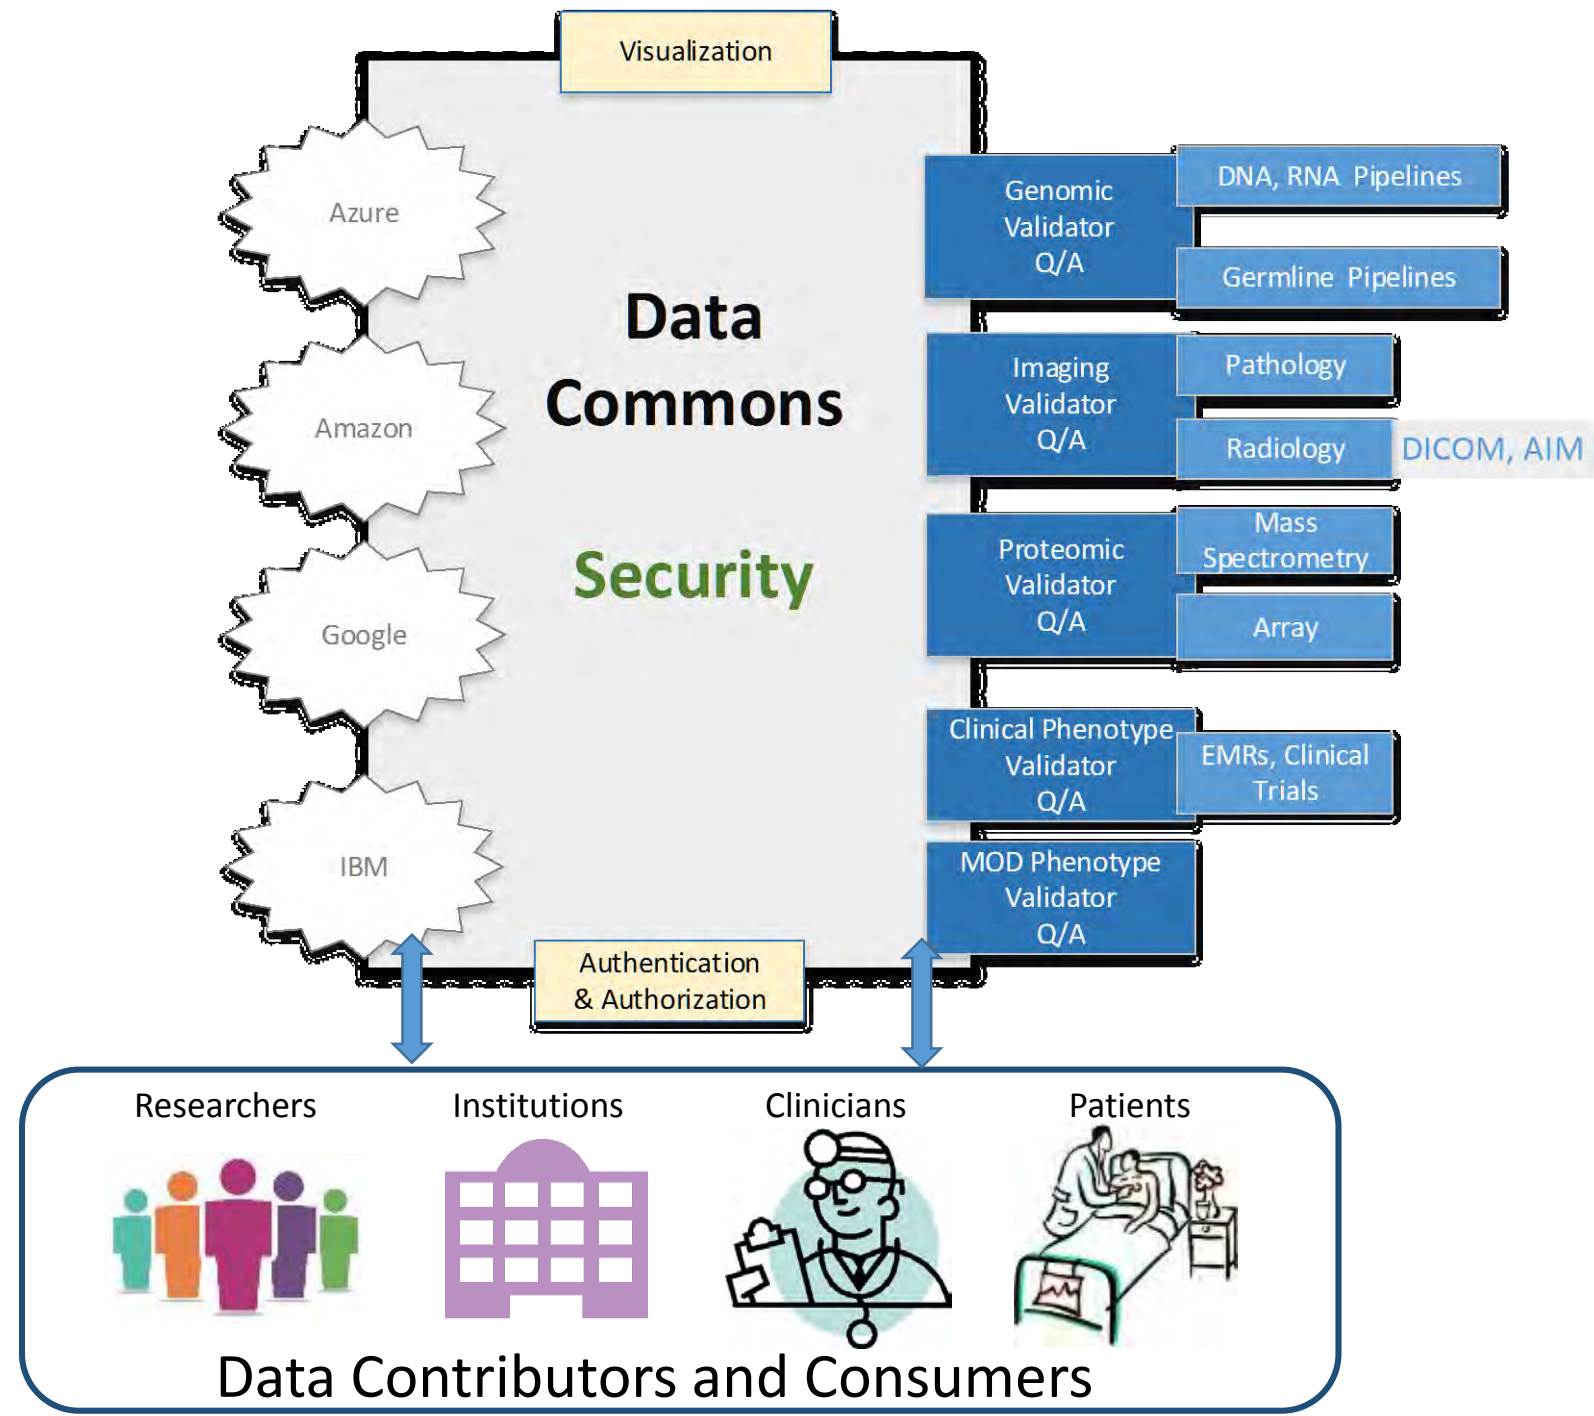 Visualization
Azure
Amazon
Google
IBM
Data
Commons
Security
Genomic
Validator
Q/A
DNA, RNA Pipelines
Germline Pipelines
Imaging
Validator
Q/A
Pathology
Radiology
DICOM, AIM
Proteomic
Validator
Q/A
Mass
Spectrometry
Array
Clinical Phenotype
Validator
Q/A
EMRs, Clinical
Trials
MOD Phenotype
Validator
Q/A
Authentication
& Authorization
Researchers
Institutions
Clinicians
Patients
Data Contributors and Consumers